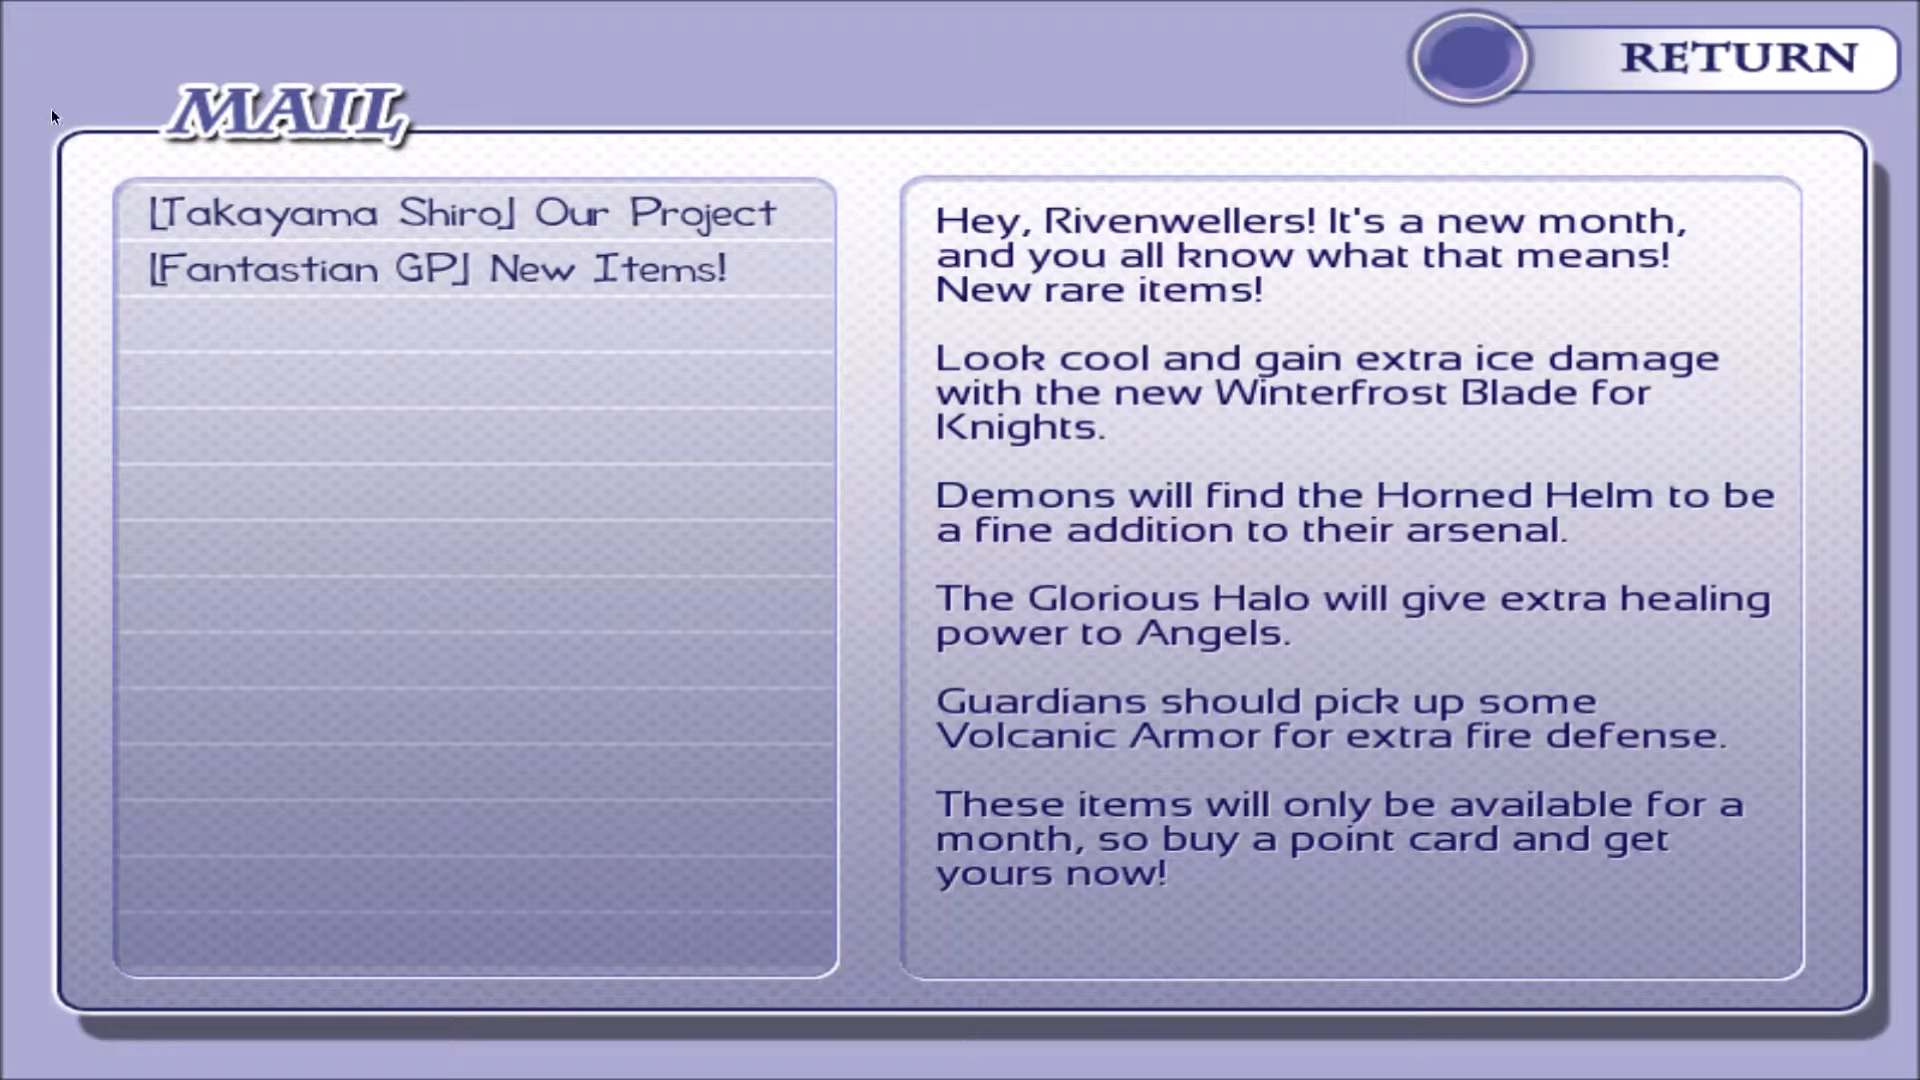 RETURN
MAIL
[Takayama Shiro] Our Project
[Fantastian GP] New Items!
Hey, Rivenwellers! It's a new month,
and you all know what that means!
New rare items!
Look cool and gain extra ice damage
with the new Winterfrost Blade for
Knights.
Demons will find the Horned Helm to be
a fine addition to their arsenal.
The Glorious Halo will give extra healing
power to Angels.
Guardians should pick up some
Volcanic Armor for extra fire defense.
These items will only be available for a
month, so buy a point card and get
yours now!